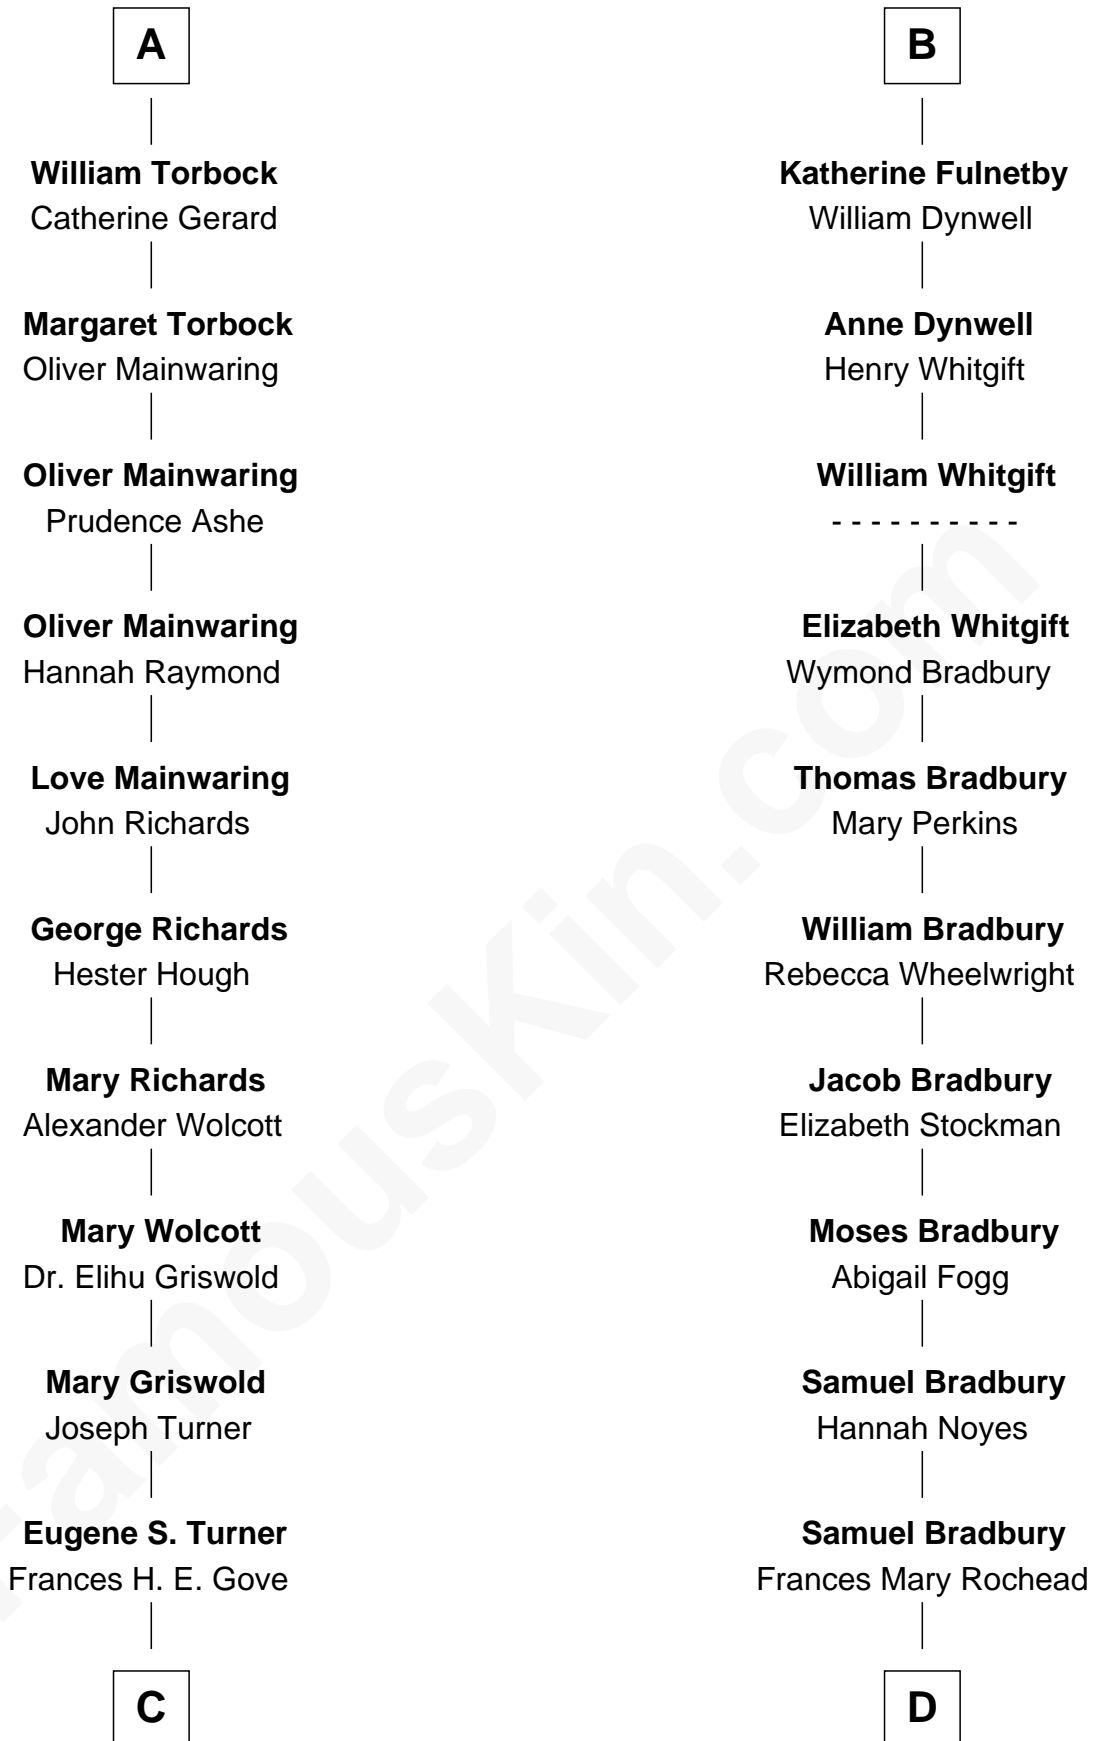 A
William Torbock
Catherine Gerard
Margaret Torbock
Oliver Mainwaring
Oliver Mainwaring
Prudence Ashe
Oliver Mainwaring
Hannah Raymond
Love Mainwaring
John Richards
George Richards
Hester Hough
Mary Richards
Alexander Wolcott
Mary Wolcott
Dr. Elihu Griswold
Mary Griswold
Joseph Turner
Eugene S. Turner
Frances H. E. Gove
C
B
Katherine Fulnetby
William Dynwell
Anne Dynwell
Henry Whitgift
William Whitgift
- - - - - - - - - -
Elizabeth Whitgift
Wymond Bradbury
Thomas Bradbury
Mary Perkins
William Bradbury
Rebecca Wheelwright
Jacob Bradbury
Elizabeth Stockman
Moses Bradbury
Abigail Fogg
Samuel Bradbury
Hannah Noyes
Samuel Bradbury
Frances Mary Rochead
D
FamousKin.com